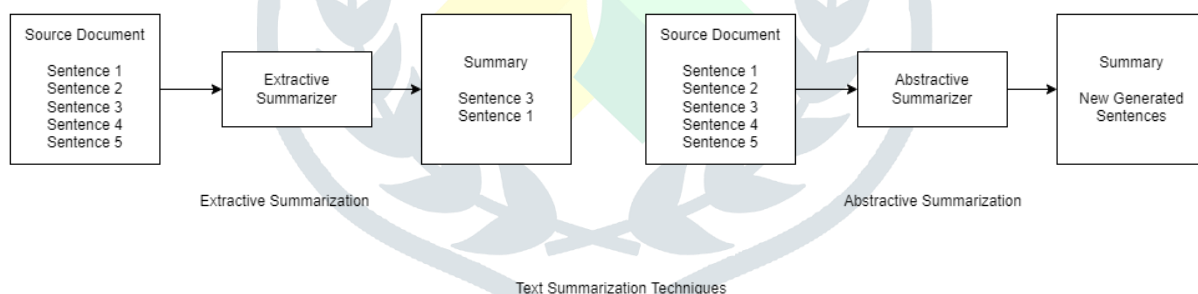 Source Document
Sentence 1
Sentence 2
Sentence 3
Sentence 4
Sentence 5
Extractive
Summarizer
Summary
Sentence 3
Sentence 1
Extractive Summarization
Source Document
Sentence 1
Sentence 2
Sentence 3
Sentence 4
Sentence 5
Abstractive
Summarizer
Summary
New Generated
Sentences
Abstractive Summarization
Text Summarization Techniques